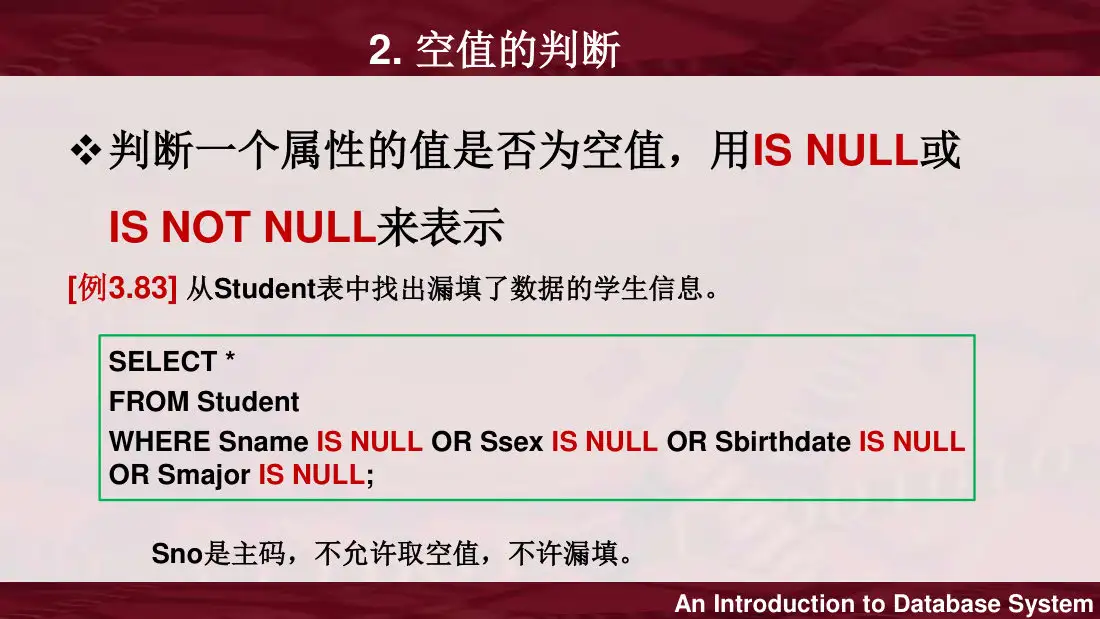 2. 空值的判断
❖判断一个属性的值是否为空值，用IS NULL或
IS NOT NULL来表示
[例3.83] 从Student表中找出漏填了数据的学生信息。
SELECT *
FROM Student
WHERE Sname IS NULL OR Ssex IS NULL OR Sbirthdate IS NULL
OR Smajor IS NULL;
Sno是主码，不允许取空值，不许漏填。
An Introduction to Database System